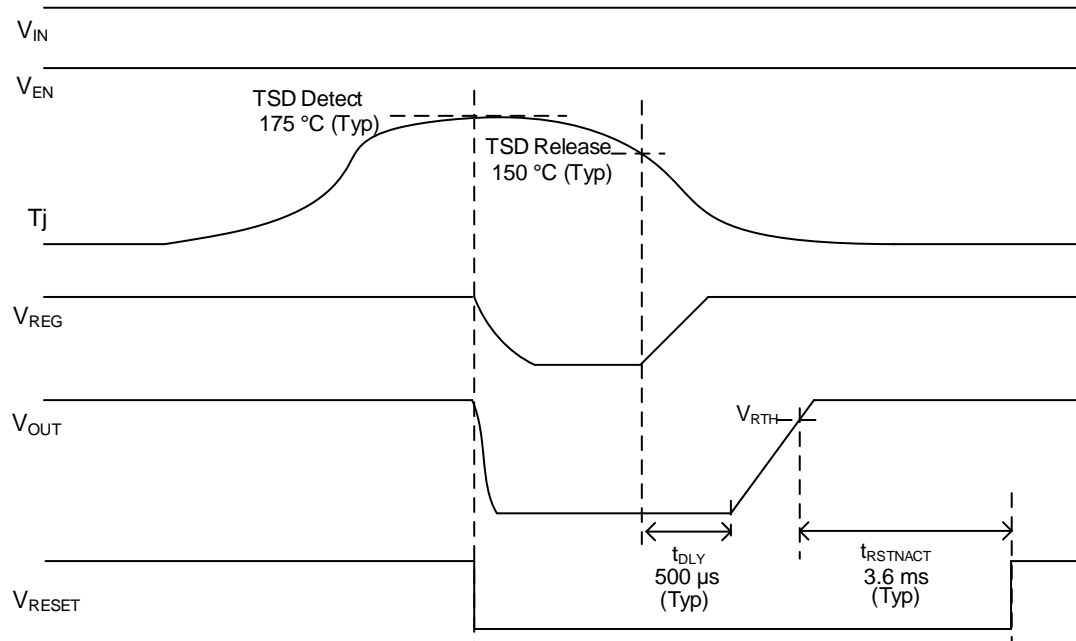 VIN
VEN
TSD Detect
175 °C (Typ)
TSD Release
150 °C (Typ)
Tj
VREG
VOUT
VRTH
tDLY
500 µs
(Typ)
tRSTNACT
3.6 ms
(Typ)
VRESET